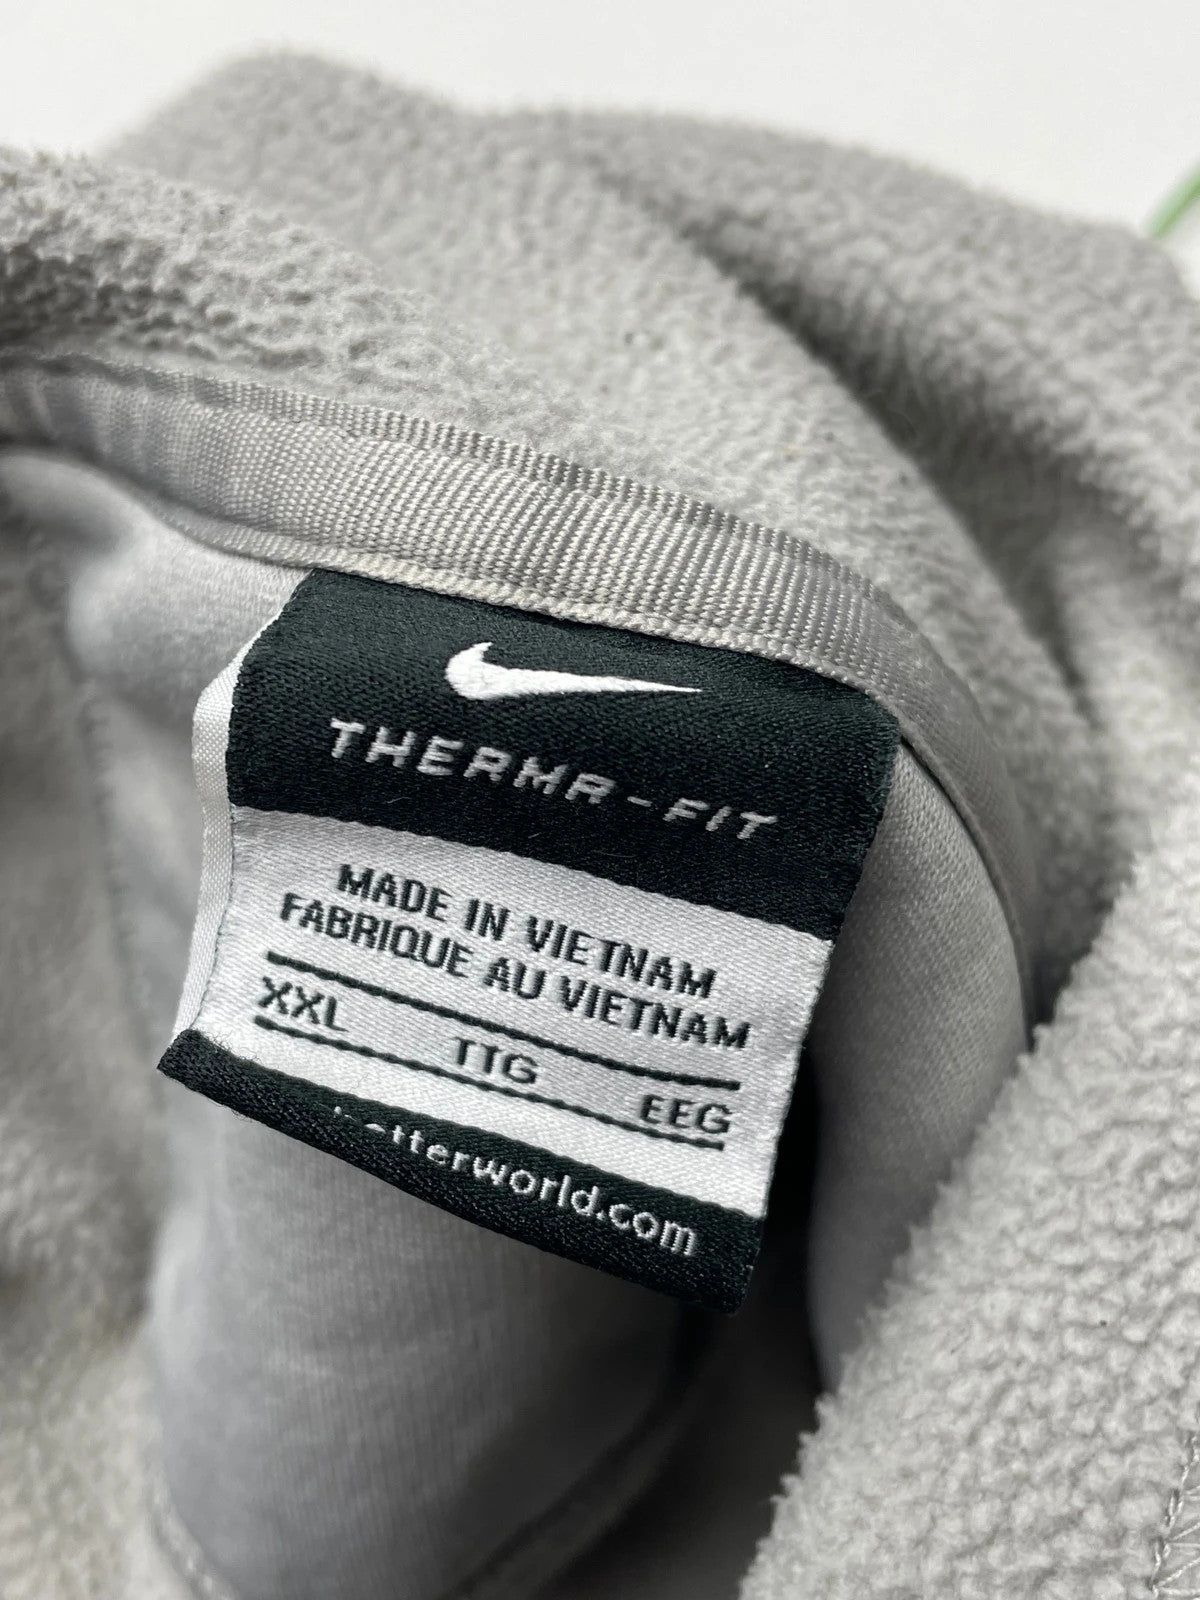 THERMA-FIT
MADE IN VIETNAM
FABRIQUE AU VIETNAM
XXL TTG EEG